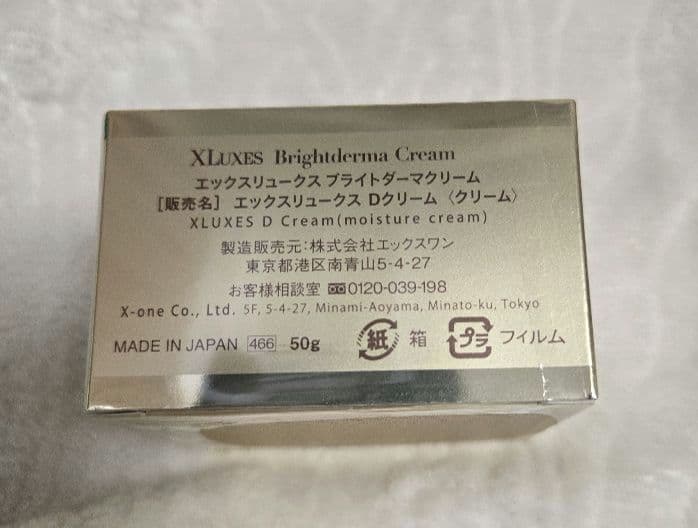 XLUXES Brightderma Cream
エックスリュークス ブライトダーマクリーム
[販売名] エックスリュークス Dクリーム〈クリーム〉
XLUXES D Cream(moisture cream)
製造販売元:株式会社エックスワン
東京都港区南青山5-4-27
お客様相談室 0120-039-198
X-one Co., Ltd. 5F, 5-4-27, Minami-Aoyama, Minato-ku, Tokyo
MADE IN JAPAN 466 50g 紙 箱 プラ フィルム